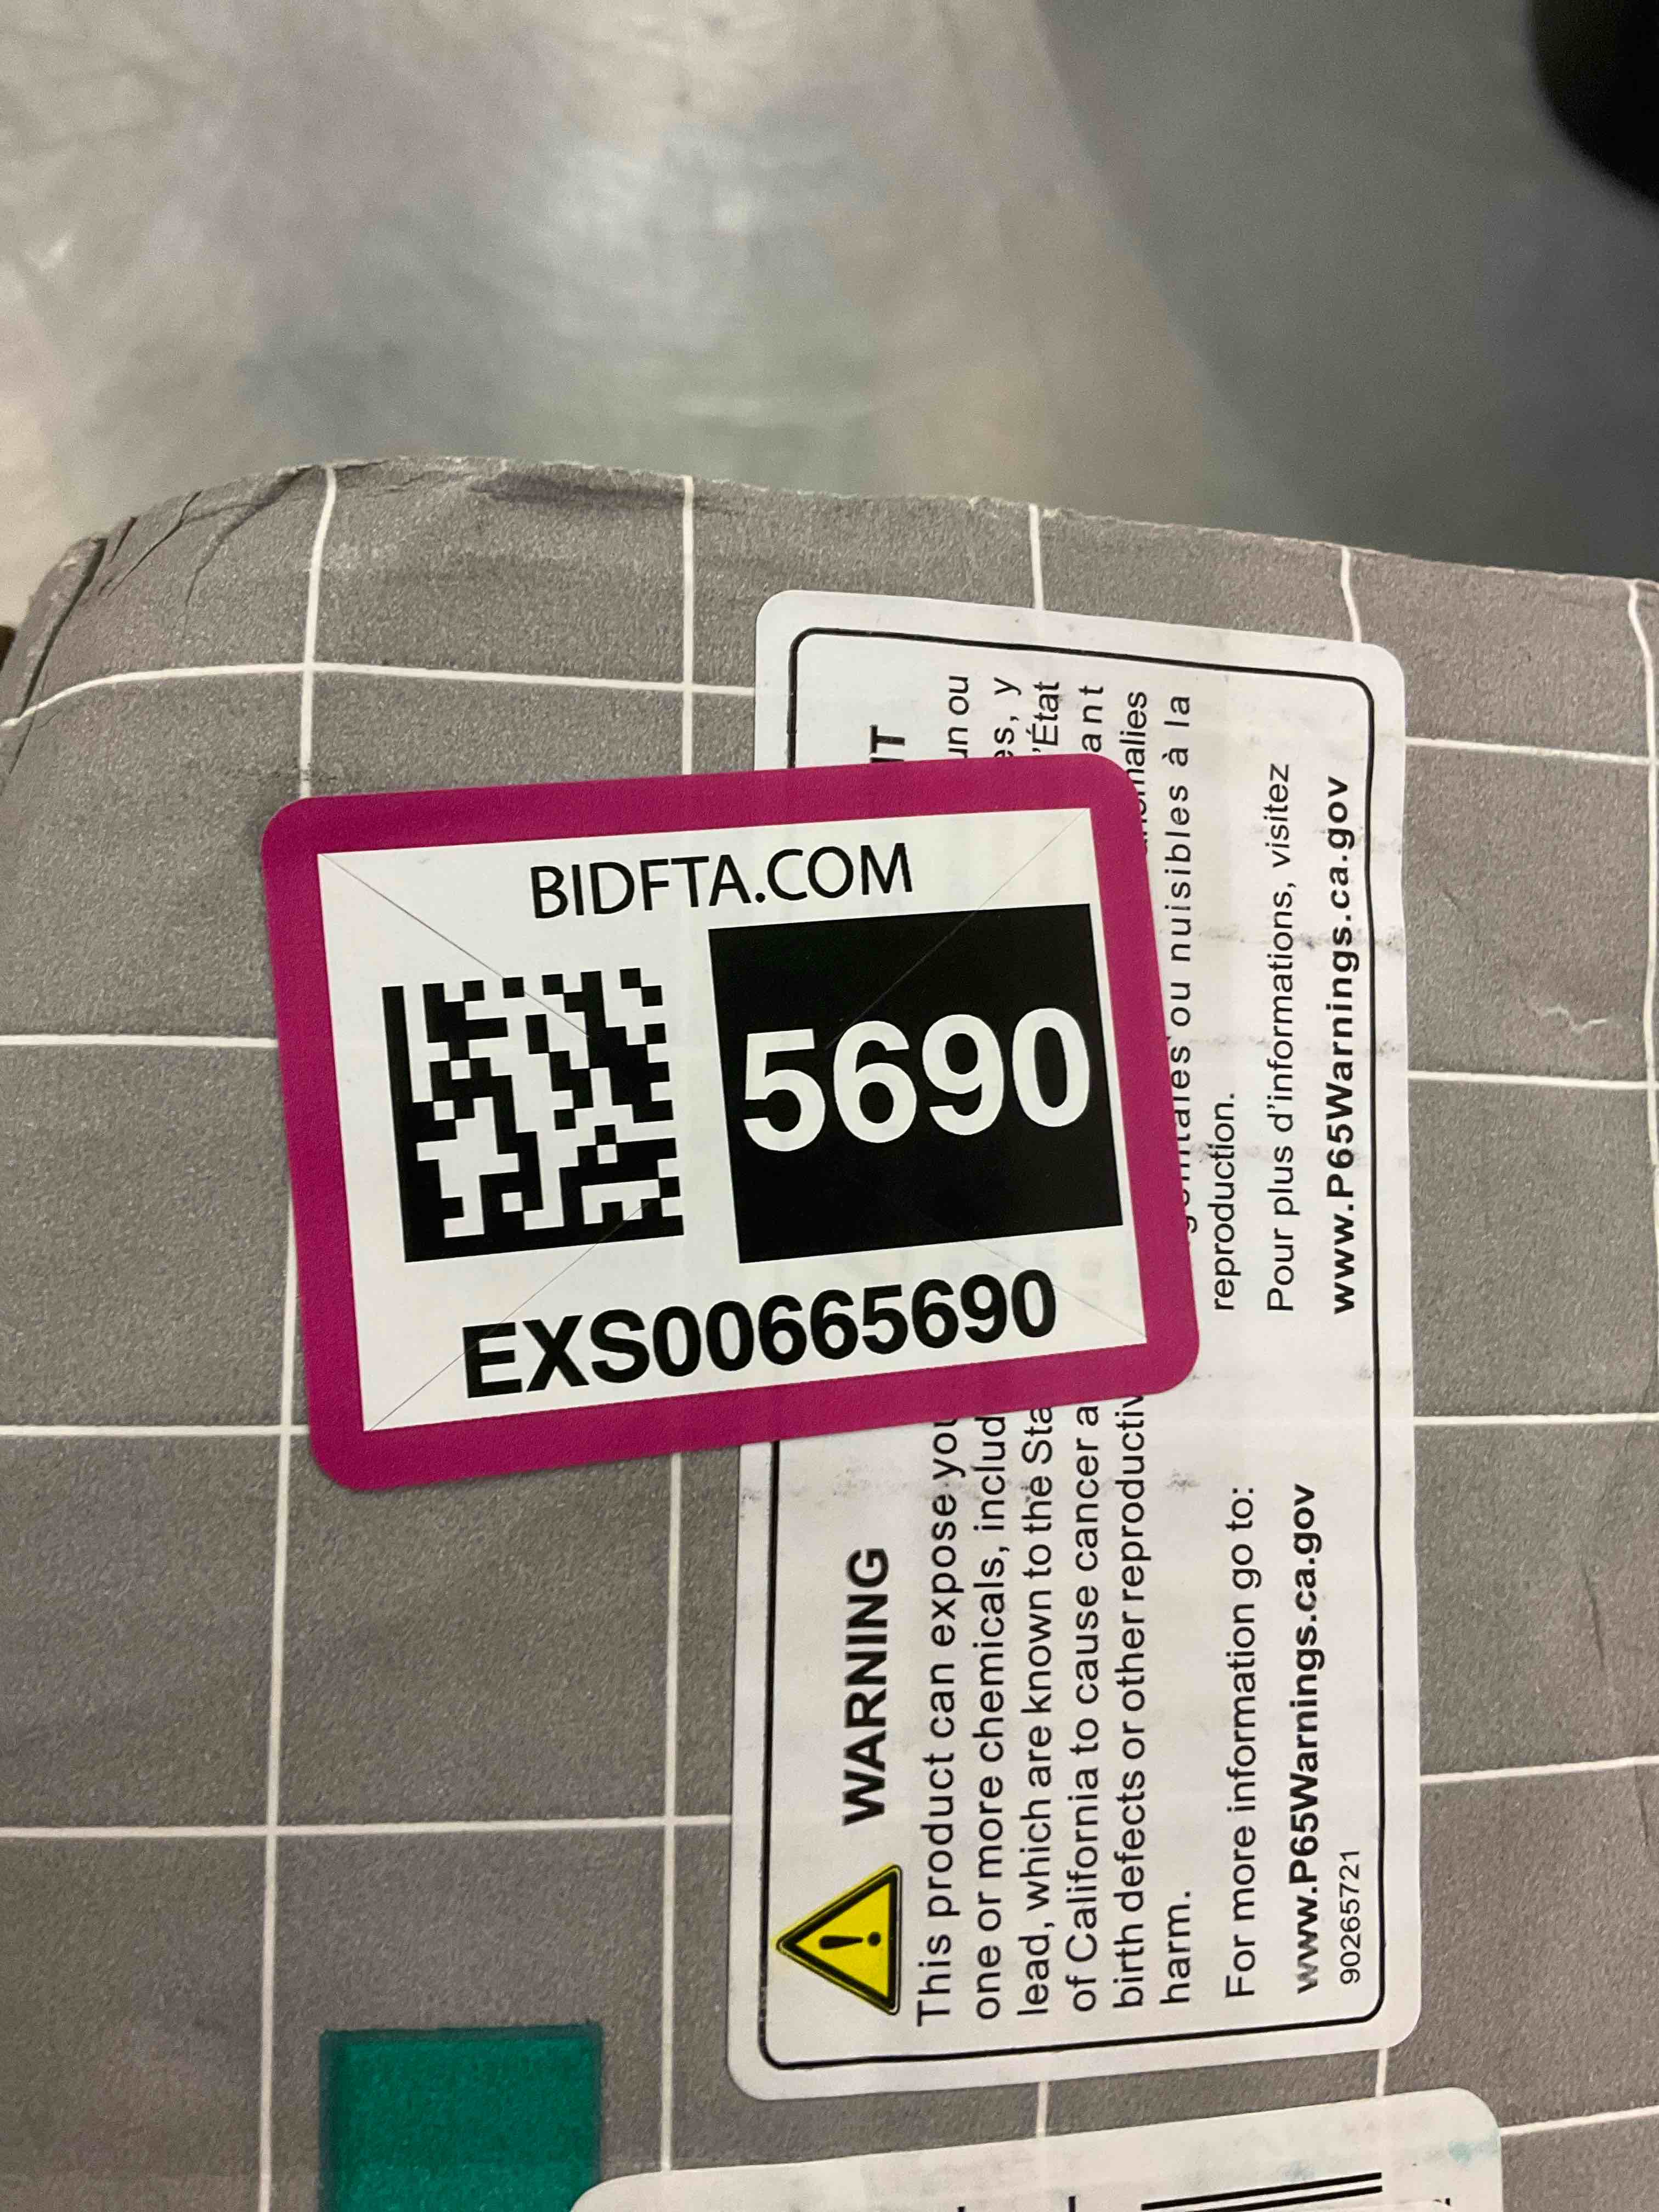 BIDFTA.COM
5690
EXS00665690
WARNING
This product can expose you
one or more chemicals, includ
lead, which are known to the Sta
of California to cause cancer a
birth defects or other reproductiv
harm.
For more information go to:
www.P65Warnings.ca.gov
90265721
un ou
es, y
'État
ant
nalies
ou nuisibles à la
reproduction.
Pour plus d'informations, visitez
www.P65Warnings.ca.gov